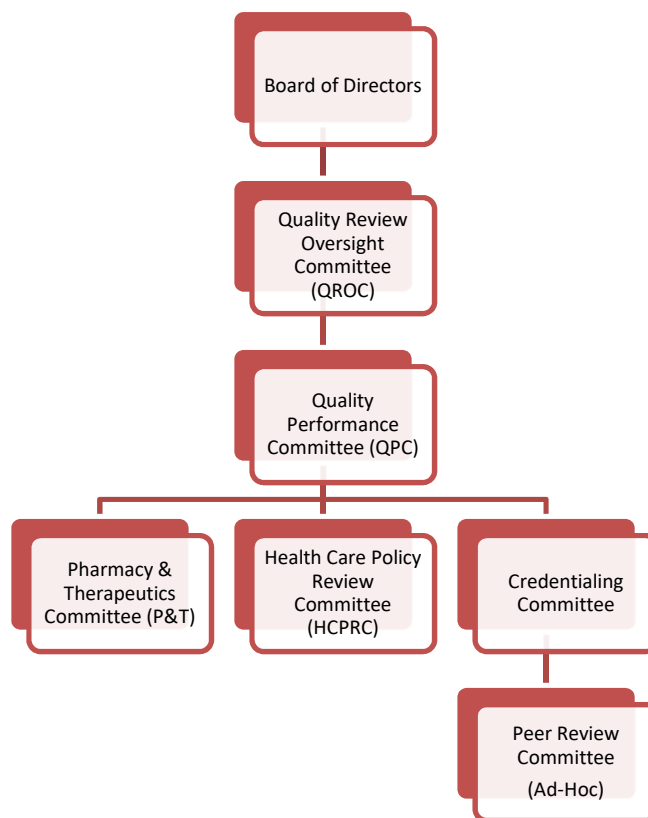 Board of Directors
Quality Review
Oversight
Committee
(QROC)
Quality
Performance
Committee (QPC)
Pharmacy &
Therapeutics
Committee (P&T)
Health Care Policy
Review
Committee
(HCPRC)
Credentialing
Committee
Peer Review
Committee
(Ad-Hoc)